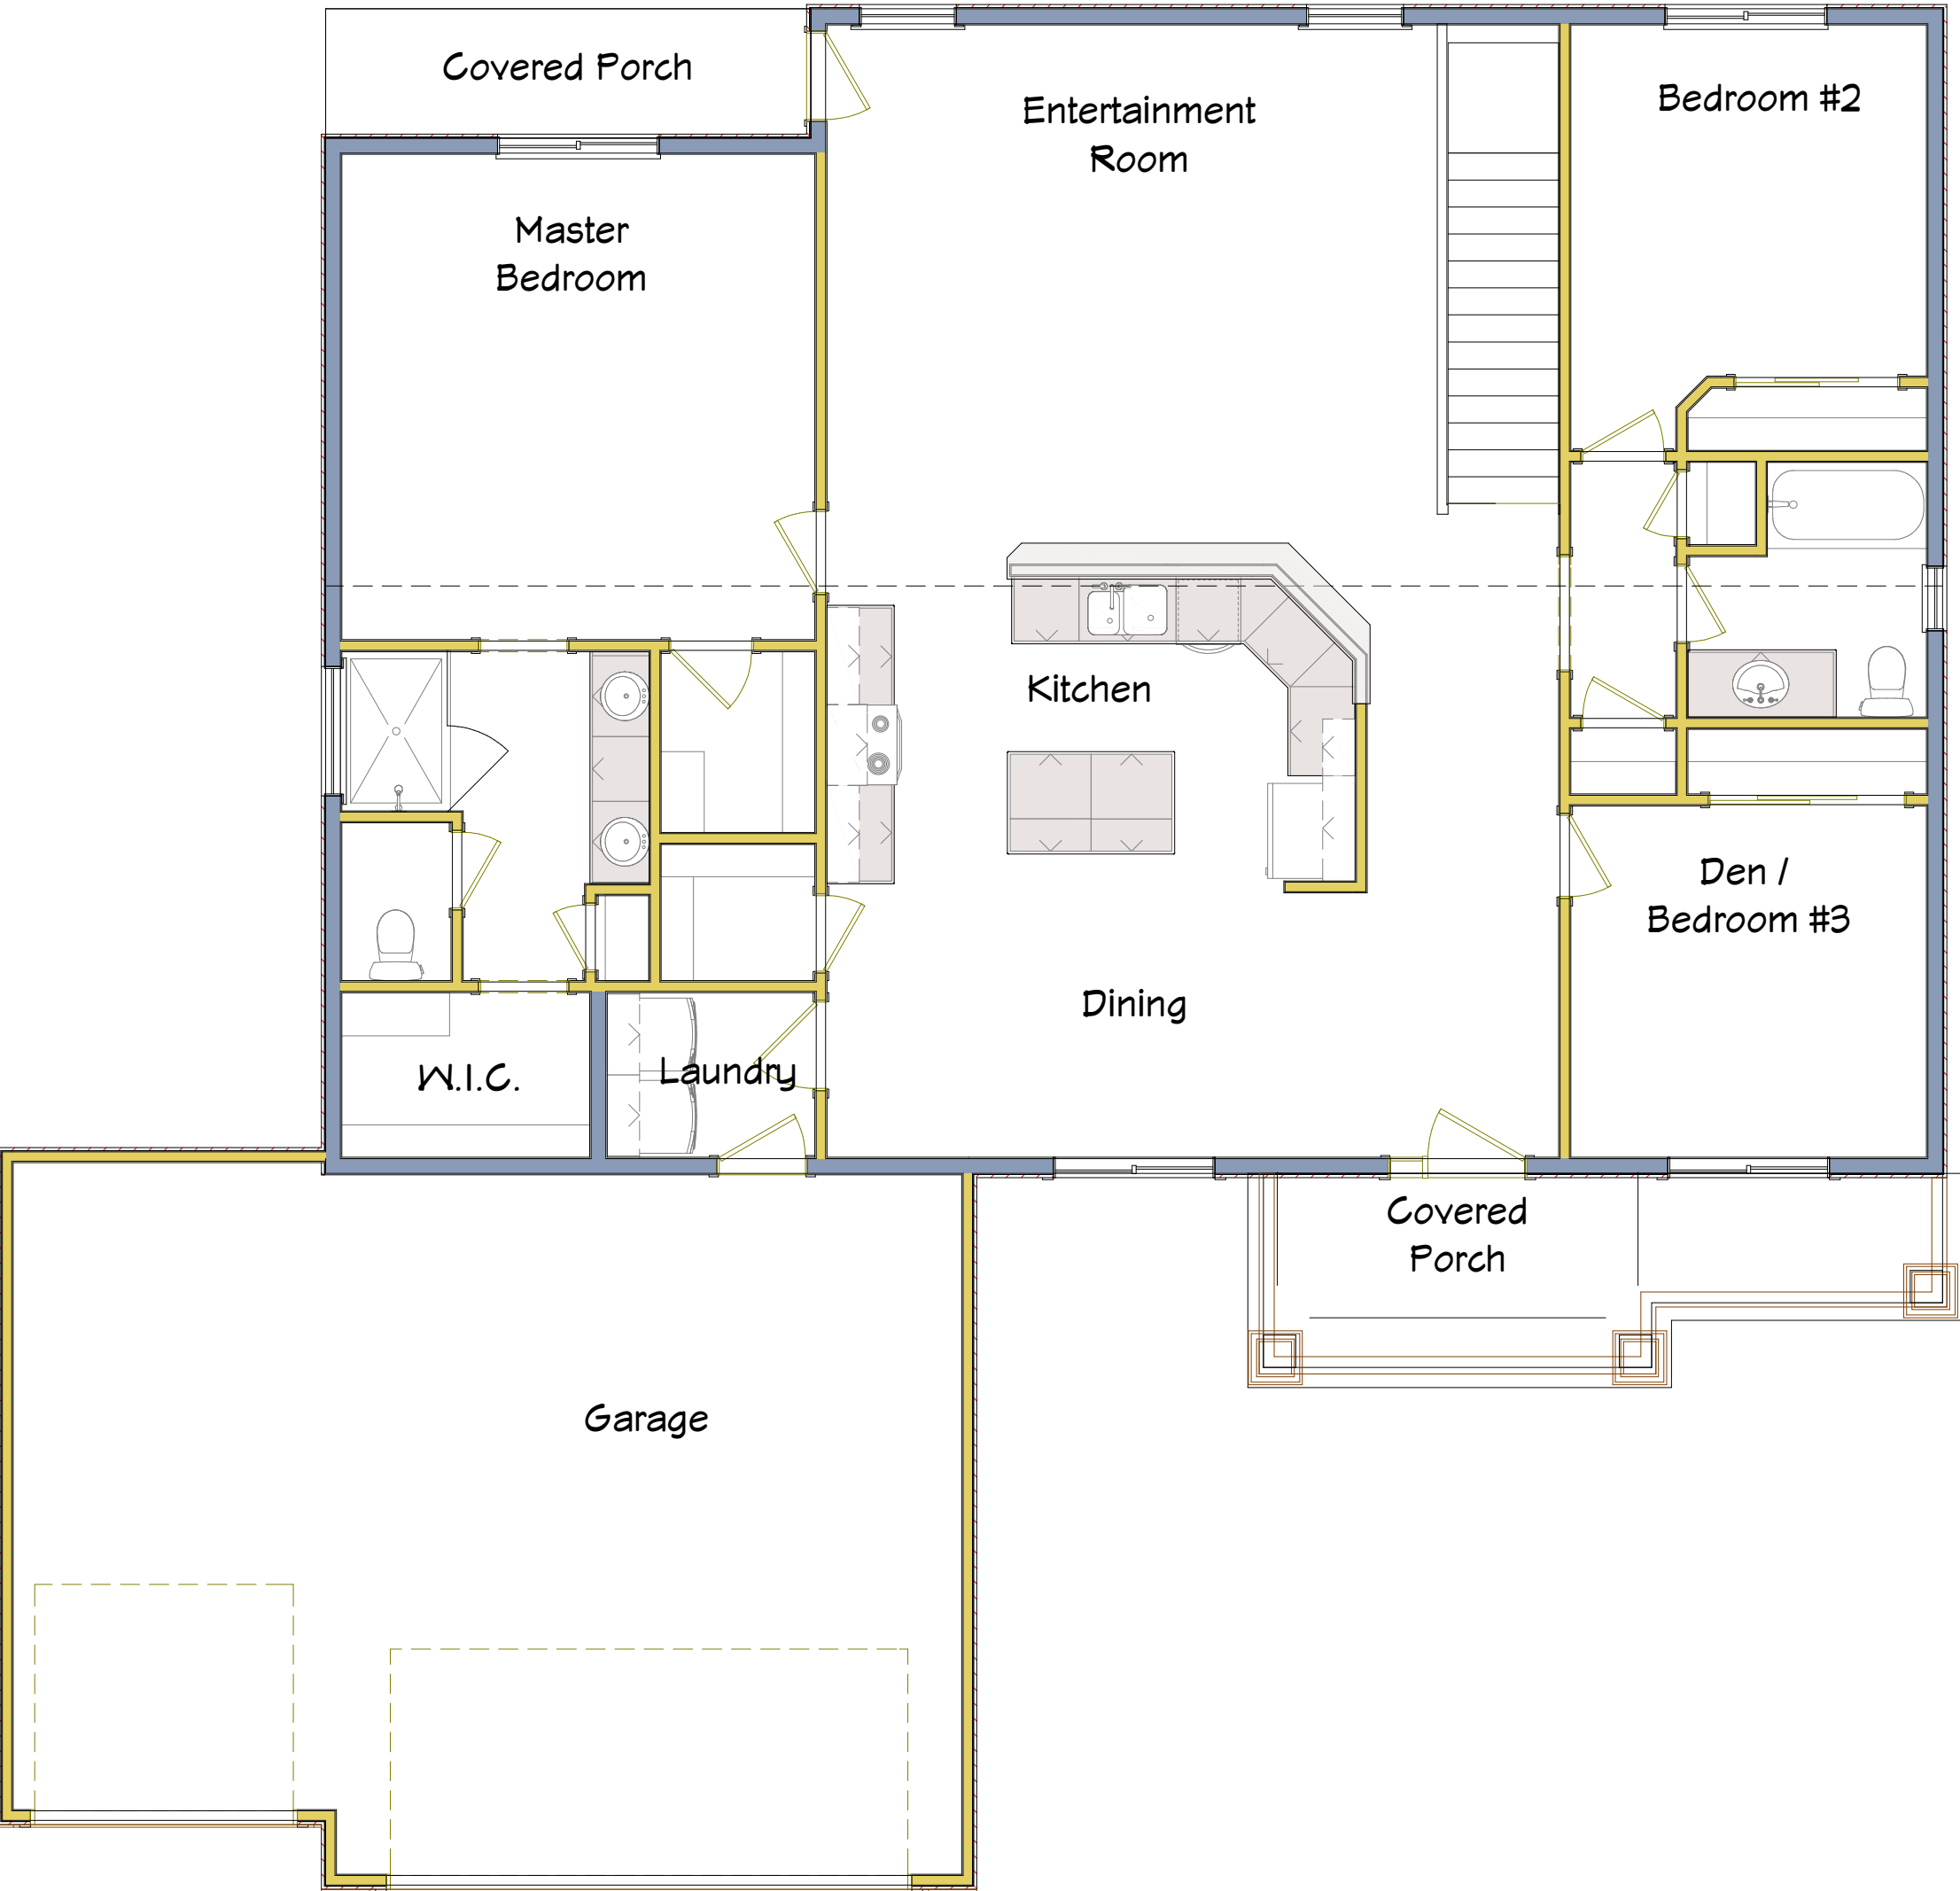 Covered Porch
Entertainment
Room
Bedroom #2
Master
Bedroom
Kitchen
Den /
Bedroom #3
Dining
W.I.C.
Laundry
Covered
Porch
Garage